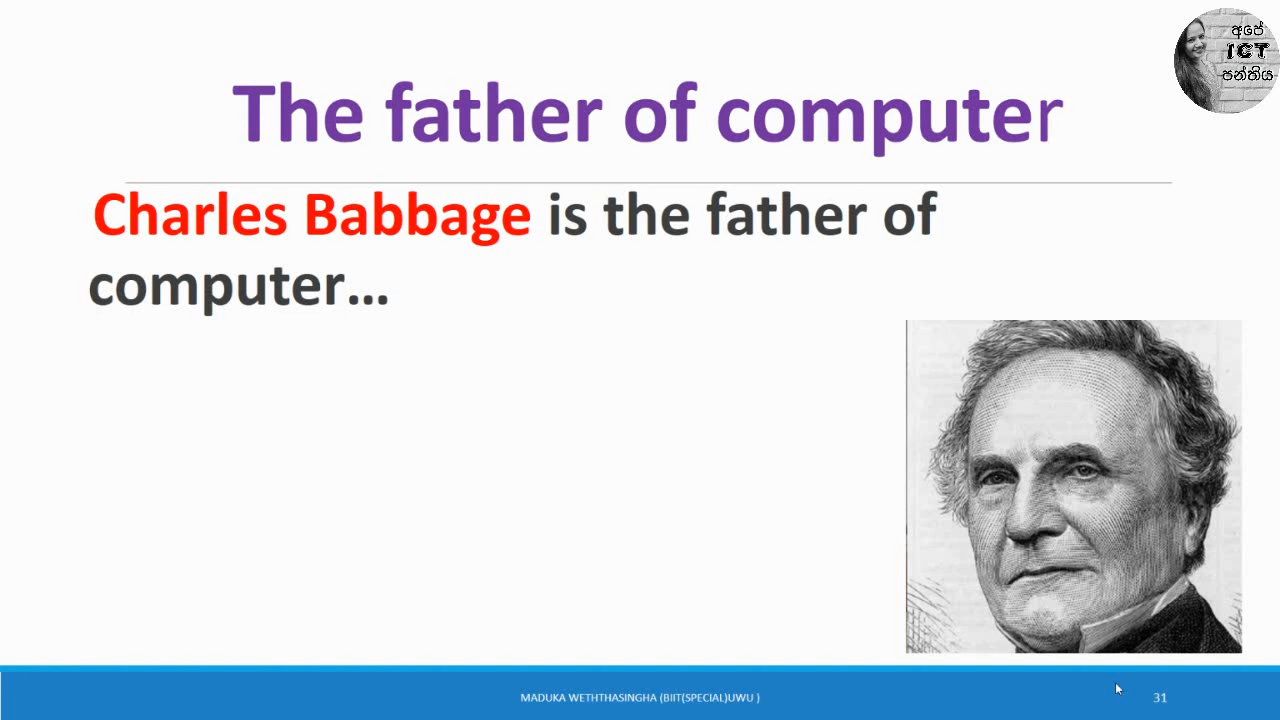 අපේ
ICT
පන්තිය
The father of computer
Charles Babbage is the father of
computer...
MADUKA WETHTHASINGHA (BIIT(SPECIAL)UWU )
31